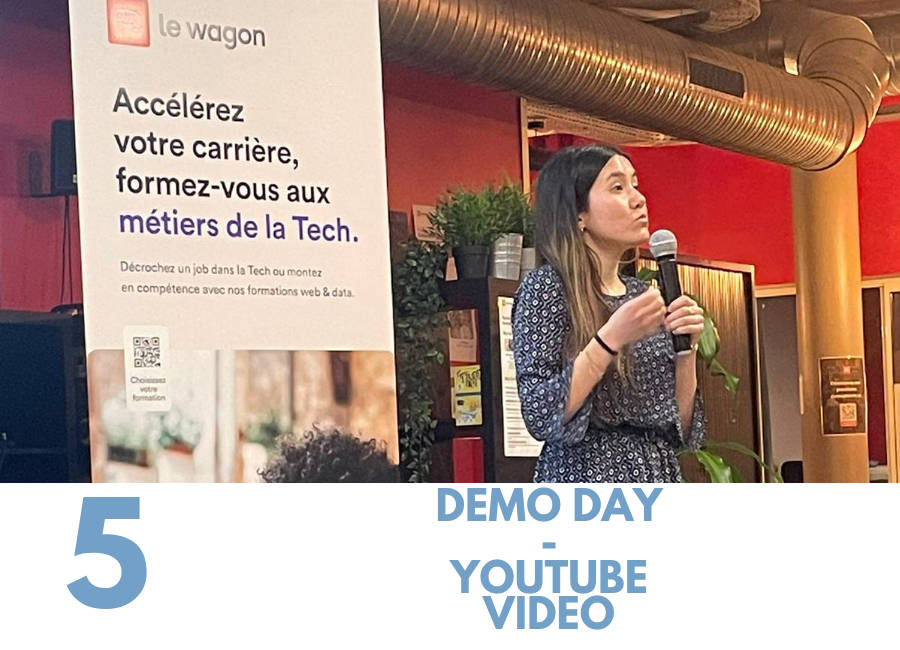 le wagon
Accélérez
votre carrière,
formez-vous aux
métiers de la Tech.
Décrochez un job dans la Tech ou montez
en compétence avec nos formations web & data.
Choisissez
votre
formation
5
DEMO DAY
-
YOUTUBE
VIDEO